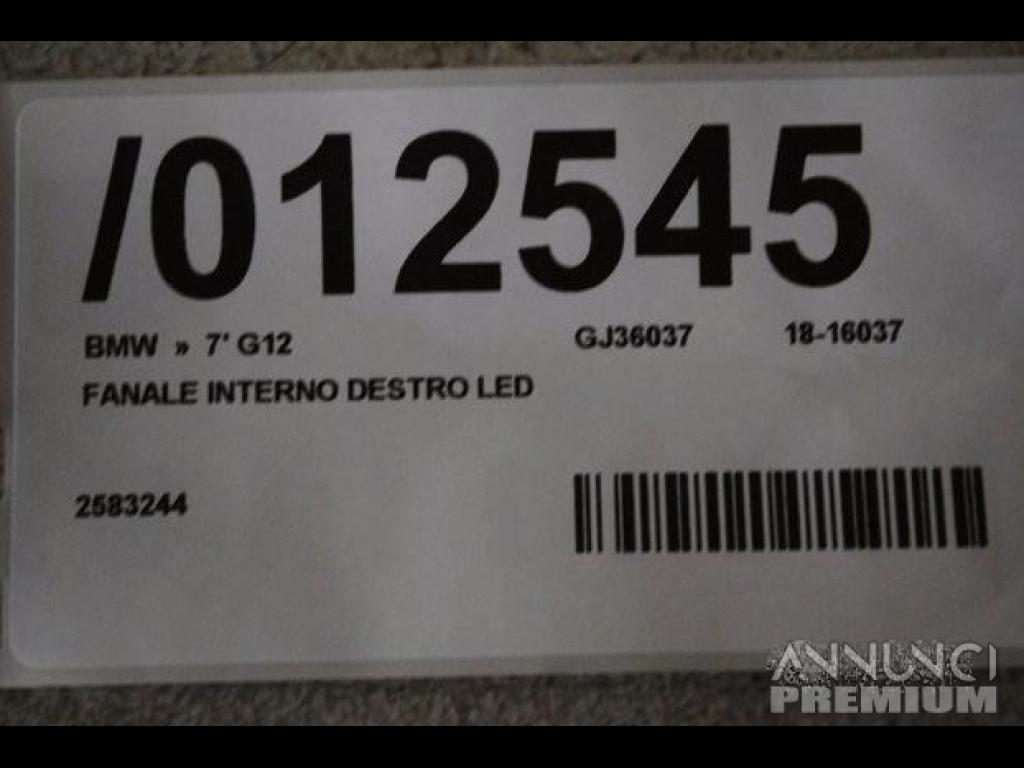 /012545
BMW » 7' G12 GJ36037 18-16037
FANALE INTERNO DESTRO LED
2583244
ANNUNCI
PREMIUM